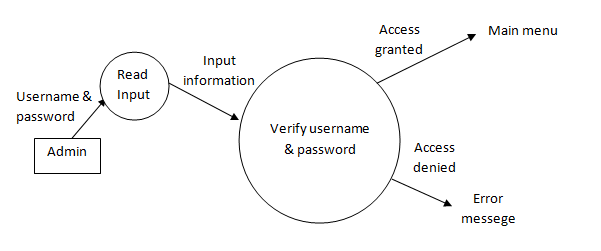 Username &
password
Admin
Read
Input
Input
information
Verify username
& password
Access
granted
Main menu
Access
denied
Error
messege